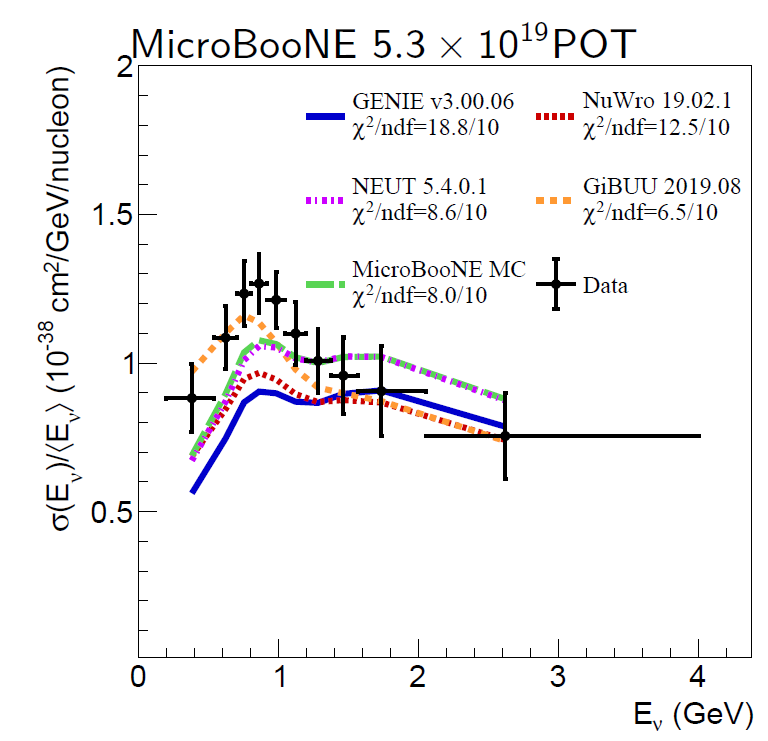 MicroBooNE 5.3 × 10¹⁹POT
σ(E_ν)/⟨E_ν⟩ (10⁻³⁸ cm²/GeV/nucleon)
2
1.5
1
0.5
GENIE v3.00.06
χ²/ndf=18.8/10
NuWro 19.02.1
χ²/ndf=12.5/10
NEUT 5.4.0.1
χ²/ndf=8.6/10
GiBUU 2019.08
χ²/ndf=6.5/10
MicroBooNE MC
χ²/ndf=8.0/10
Data
0 1 2 3 4
E_ν (GeV)